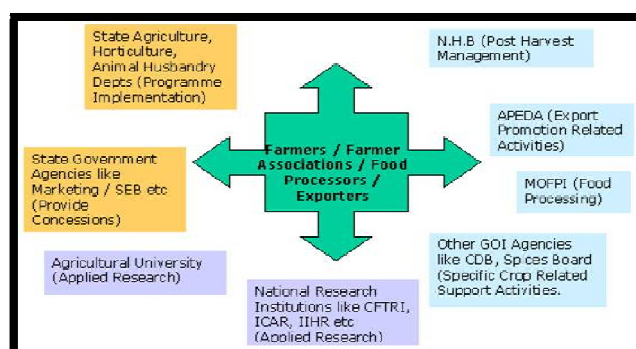 State Agriculture,
Horticulture,
Animal Husbandry
Depts (Programme
Implementation)
N.H.B (Post Harvest
Management)
APEDA (Export
Promotion Related
Activities)
MOFPI (Food
Processing)
Farmers / Farmer
Associations / Food
Processors /
Exporters
State Government
Agencies like
Marketing / SEB etc
(Provide
Concessions)
Agricultural University
(Applied Research)
National Research
Institutions like CFTRI,
ICAR, IIHR etc
(Applied Research)
Other GOI Agencies
like CDB, Spices Board
(Specific Crop Related
Support Activities.